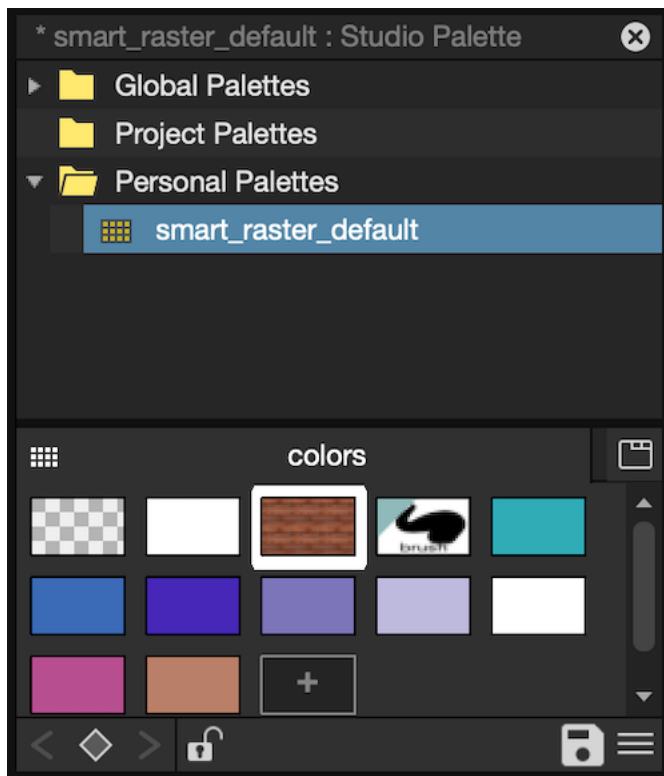 * smart_raster_default : Studio Palette
Global Palettes
Project Palettes
Personal Palettes
smart_raster_default
colors
brush